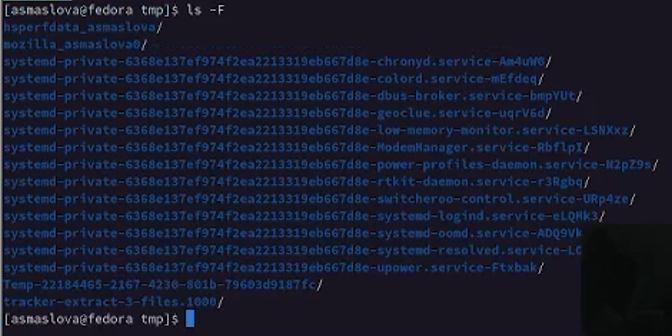 [asmaslova@fedora tmp]$ ls -F
hsperfdata_asmaslova/
mozilla_asmaslova0/
systemd-private-6368e137ef974f2ea2213319eb667d8e-chronyd.service-Am4uW0/
systemd-private-6368e137ef974f2ea2213319eb667d8e-colord.service-mEfdeq/
systemd-private-6368e137ef974f2ea2213319eb667d8e-dbus-broker.service-bmpYUt/
systemd-private-6368e137ef974f2ea2213319eb667d8e-geoclue.service-uqrV6d/
systemd-private-6368e137ef974f2ea2213319eb667d8e-low-memory-monitor.service-LSNXxz/
systemd-private-6368e137ef974f2ea2213319eb667d8e-ModemManager.service-RbflpI/
systemd-private-6368e137ef974f2ea2213319eb667d8e-power-profiles-daemon.service-N2pZ9s/
systemd-private-6368e137ef974f2ea2213319eb667d8e-rtkit-daemon.service-r3Rgbq/
systemd-private-6368e137ef974f2ea2213319eb667d8e-switcheroo-control.service-URp4ze/
systemd-private-6368e137ef974f2ea2213319eb667d8e-systemd-logind.service-eLQMk3/
systemd-private-6368e137ef974f2ea2213319eb667d8e-systemd-oomd.service-ADQ9Vk
systemd-private-6368e137ef974f2ea2213319eb667d8e-systemd-resolved.service-LC
systemd-private-6368e137ef974f2ea2213319eb667d8e-upower.service-Ftxbak/
Temp-22184465-2167-4230-801b-79603d9187fc/
tracker-extract-3-files.1000/
[asmaslova@fedora tmp]$